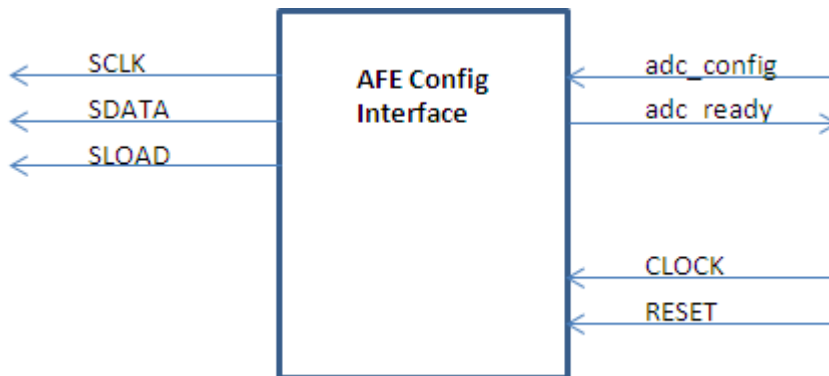 SCLK
SDATA
SLOAD
AFE Config
Interface
adc_config
adc_ready
CLOCK
RESET